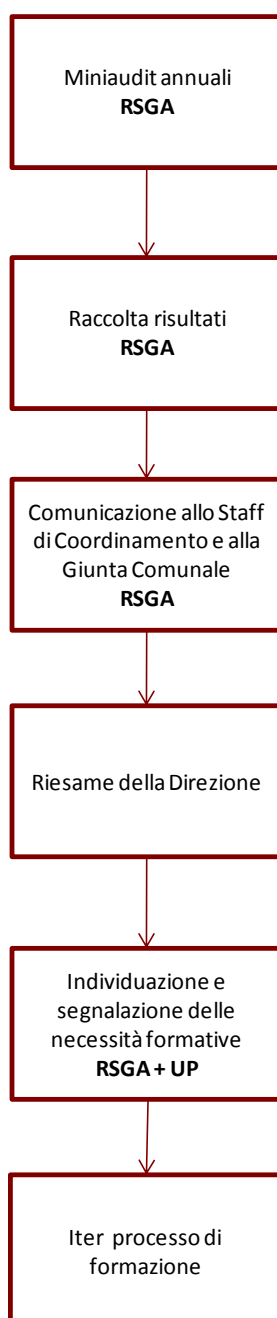 Miniaudit annuali
RSGA
Raccolta risultati
RSGA
Comunicazione allo Staff
di Coordinamento e alla
Giunta Comunale
RSGA
Riesame della Direzione
Individuazione e
segnalazione delle
necessità formative
RSGA + UP
Iter processo di
formazione